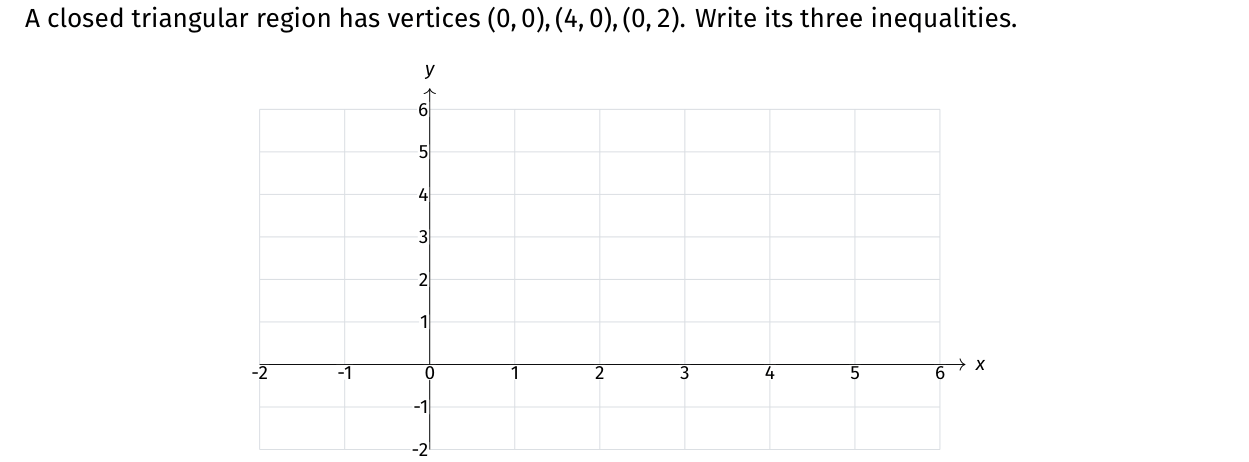 A closed triangular region has vertices (0, 0), (4, 0), (0, 2). Write its three inequalities.
y
6
5
4
3
2
1
-2 -1 0 1 2 3 4 5 6 x
-1
-2